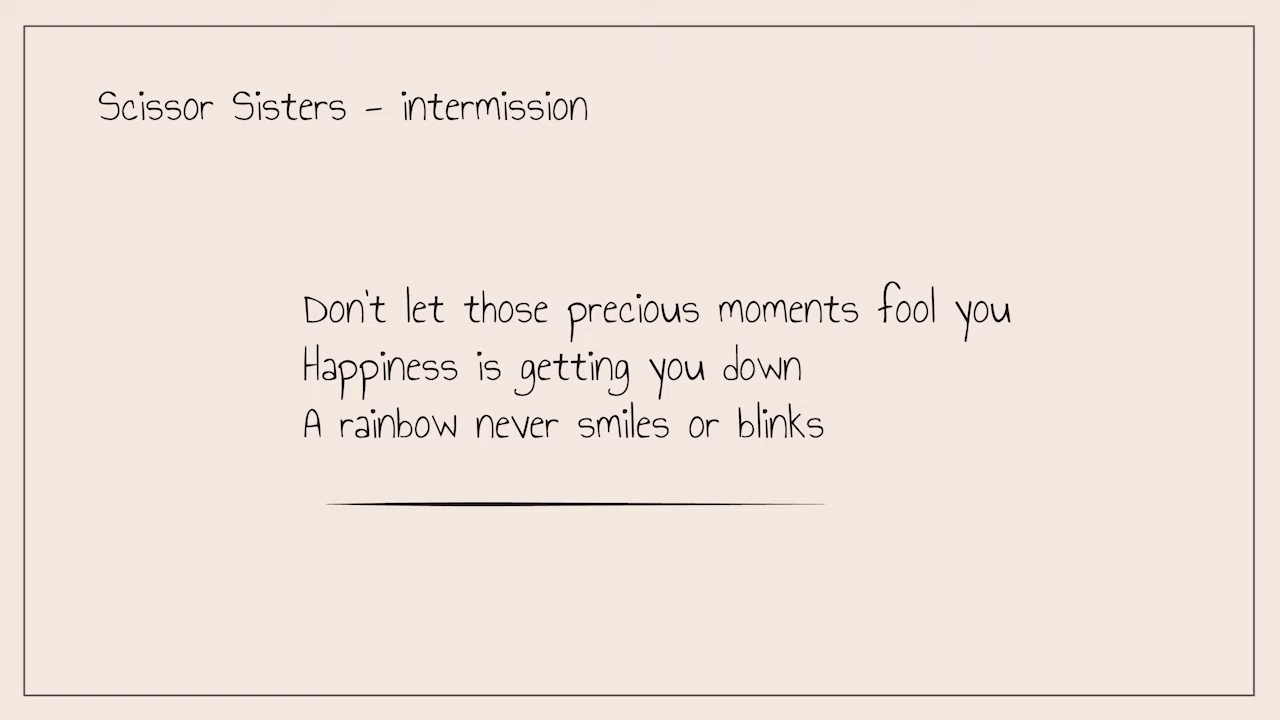 Scissor Sisters - intermission
Don't let those precious moments fool you
Happiness is getting you down
A rainbow never smiles or blinks